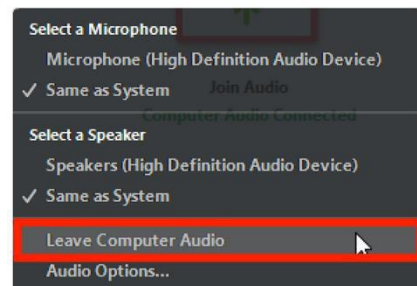 Select a Microphone
Microphone (High Definition Audio Device)
✓ Same as System
Join Audio
Computer Audio Connected
Select a Speaker
Speakers (High Definition Audio Device)
✓ Same as System
Leave Computer Audio
Audio Options...